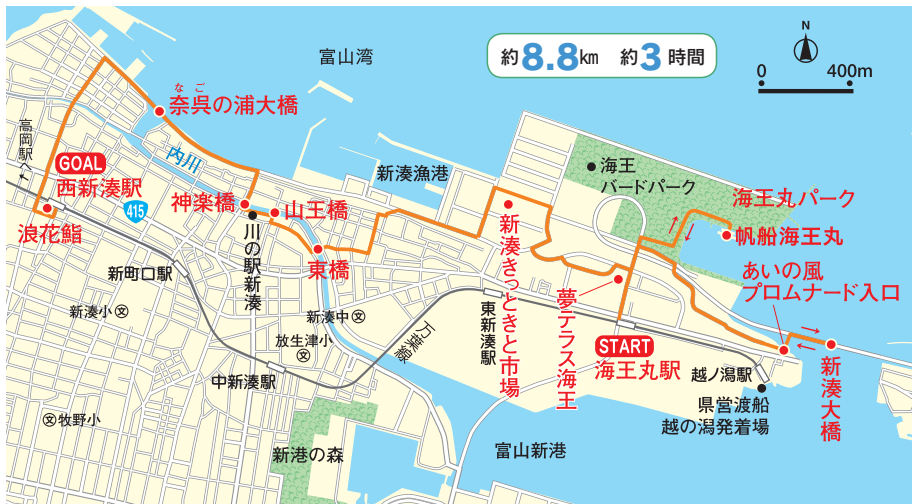 富山湾
約8.8km 約3時間
N
0 400m
なご
奈呉の浦大橋
高岡駅へ
内川
GOAL
西新湊駅
415
浪花鮨
神楽橋
山王橋
川の駅新湊
東橋
新湊漁港
新湊きっときと市場
海王
バードパーク
海王丸パーク
帆船海王丸
あいの風
プロムナード入口
夢テラス海王
START
海王丸駅
東新湊駅
新湊大橋
越ノ潟駅
県営渡船
越の潟発着場
新町口駅
新湊小文
新湊中文
放生津小
文
万葉線
中新湊駅
文牧野小
新港の森
富山新港